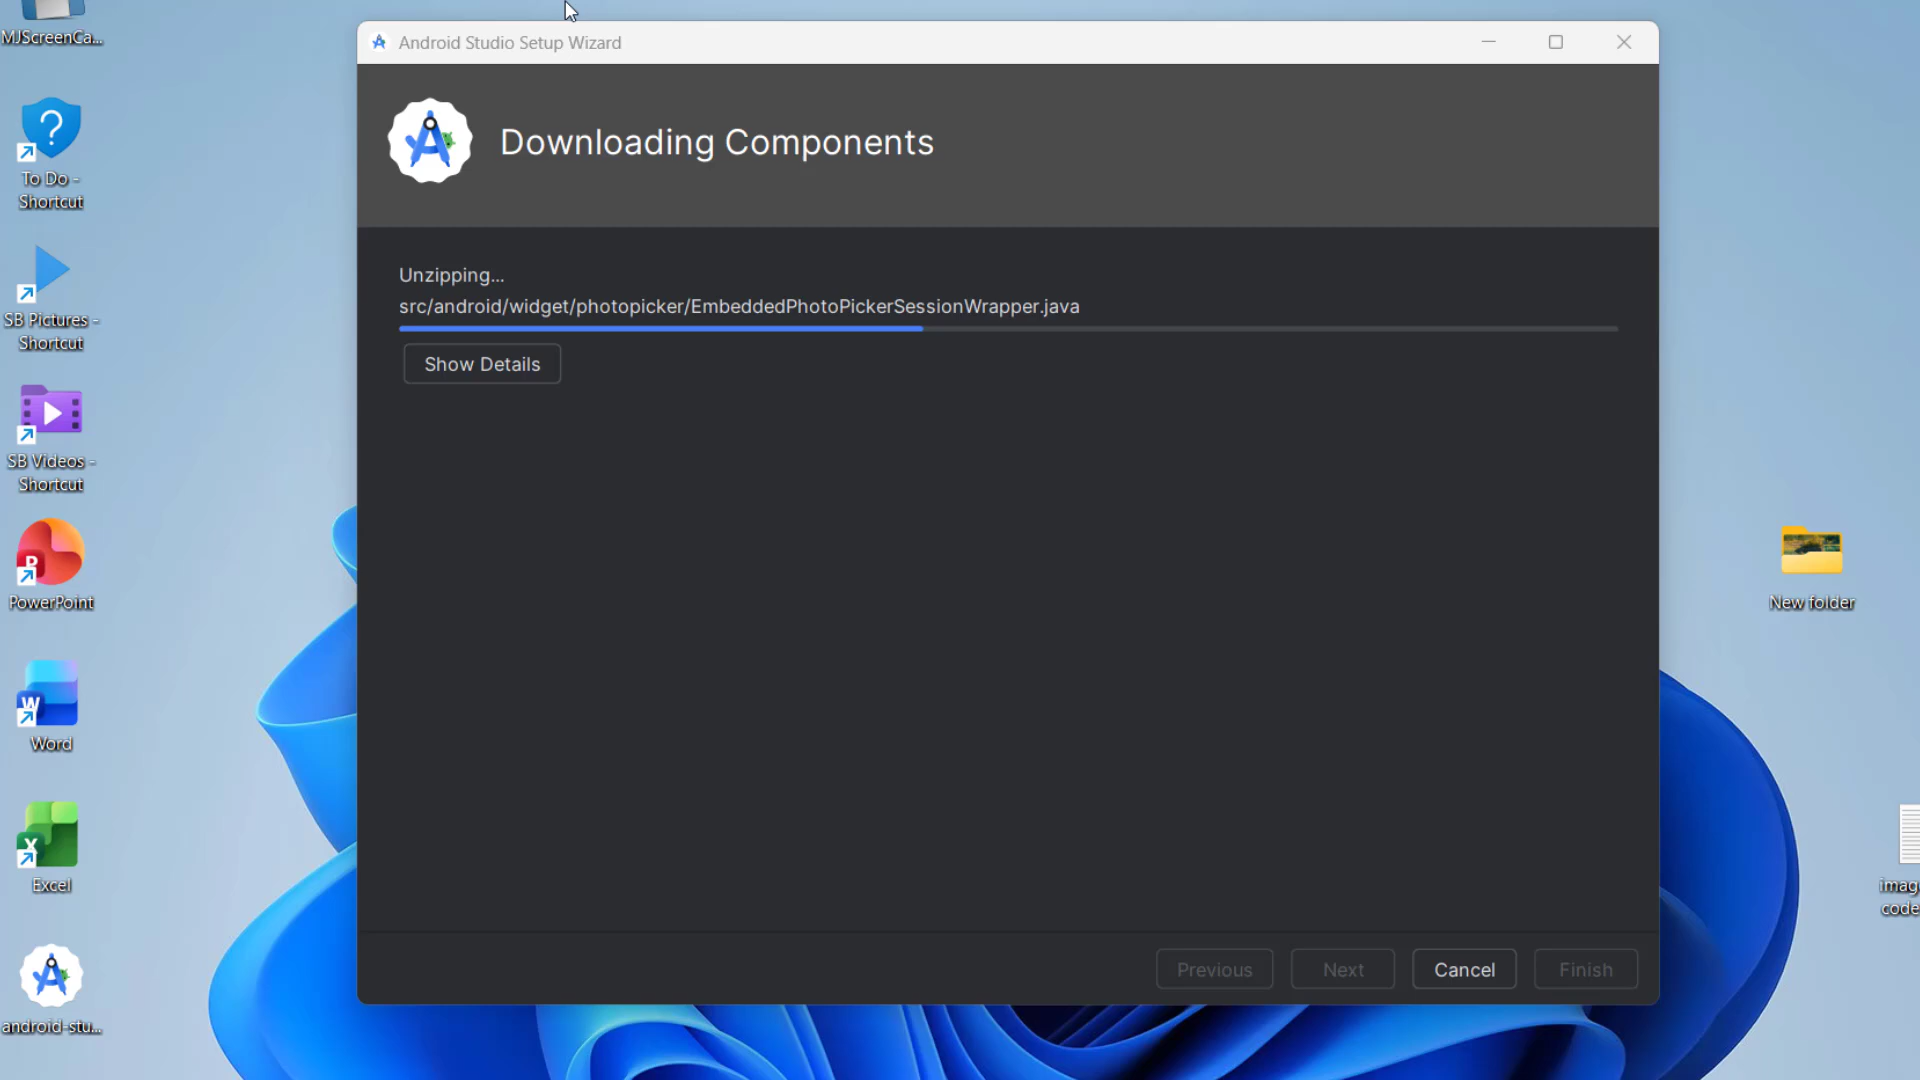 MJScreenCa...
Android Studio Setup Wizard
Downloading Components
Unzipping...
src/android/widget/photopicker/EmbeddedPhotoPickerSessionWrapper.java
Show Details
To Do -
Shortcut
SB Pictures -
Shortcut
SB Videos -
Shortcut
PowerPoint
Word
Excel
android-stu...
New folder
imag
code
Previous
Next
Cancel
Finish